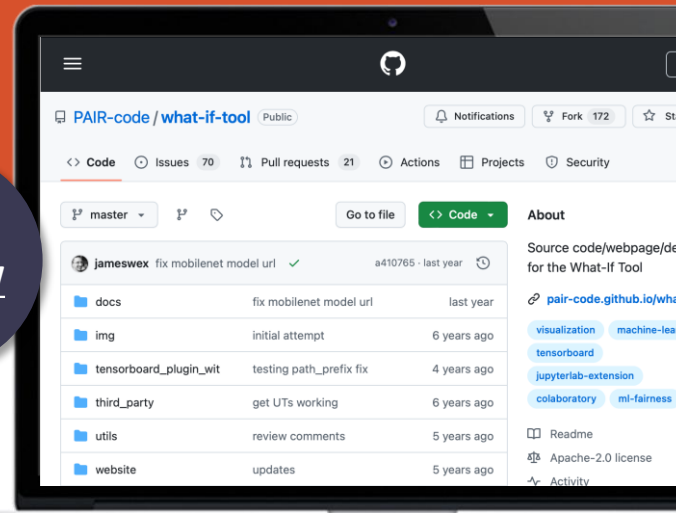 PAIR-code / what-if-tool Public
Notifications Fork 172
Code Issues 70 Pull requests 21 Actions Projects Security
master Go to file Code
jameswex fix mobilenet model url a410765 · last year
docs fix mobilenet model url last year
img initial attempt 6 years ago
tensorboard_plugin_wit testing path_prefix fix 4 years ago
third_party get UTs working 6 years ago
utils review comments 5 years ago
website updates 5 years ago
About
Source code/webpage/de
for the What-If Tool
pair-code.github.io/wha
visualization machine-lea
tensorboard
jupyterlab-extension
colaboratory ml-fairness
Readme
Apache-2.0 license
Activity